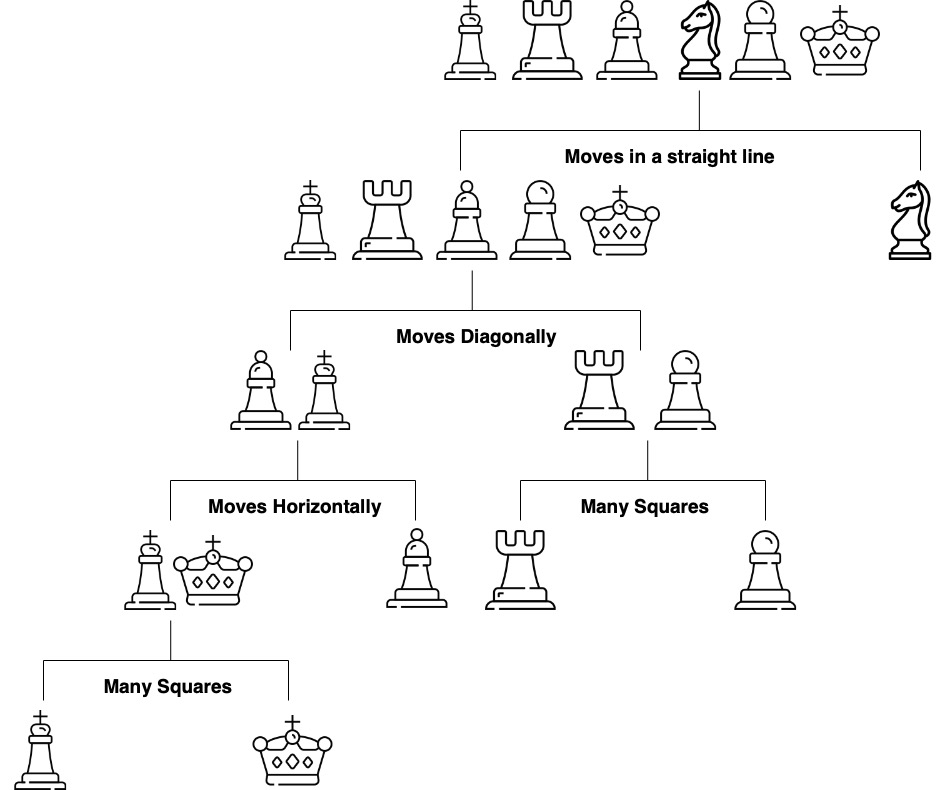 Moves in a straight line
Moves Diagonally
Moves Horizontally
Many Squares
Many Squares